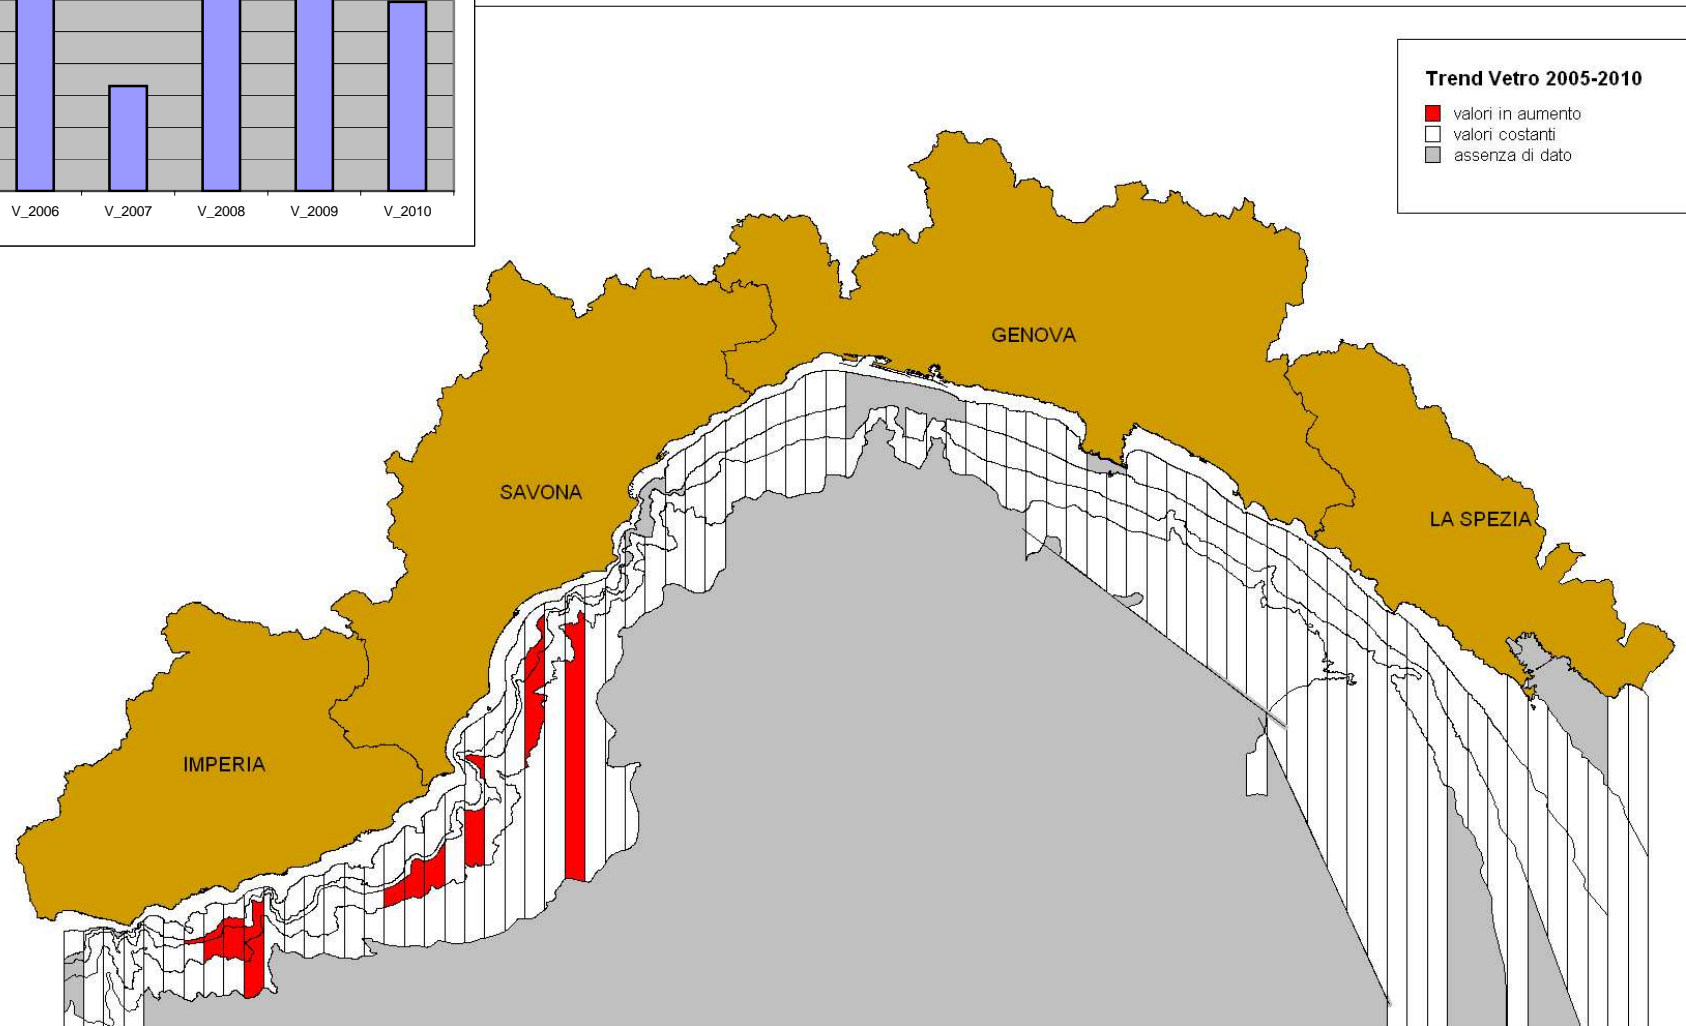 V_2006 V_2007 V_2008 V_2009 V_2010
Trend Vetro 2005-2010
valori in aumento
valori costanti
assenza di dato
GENOVA
SAVONA
LA SPEZIA
IMPERIA